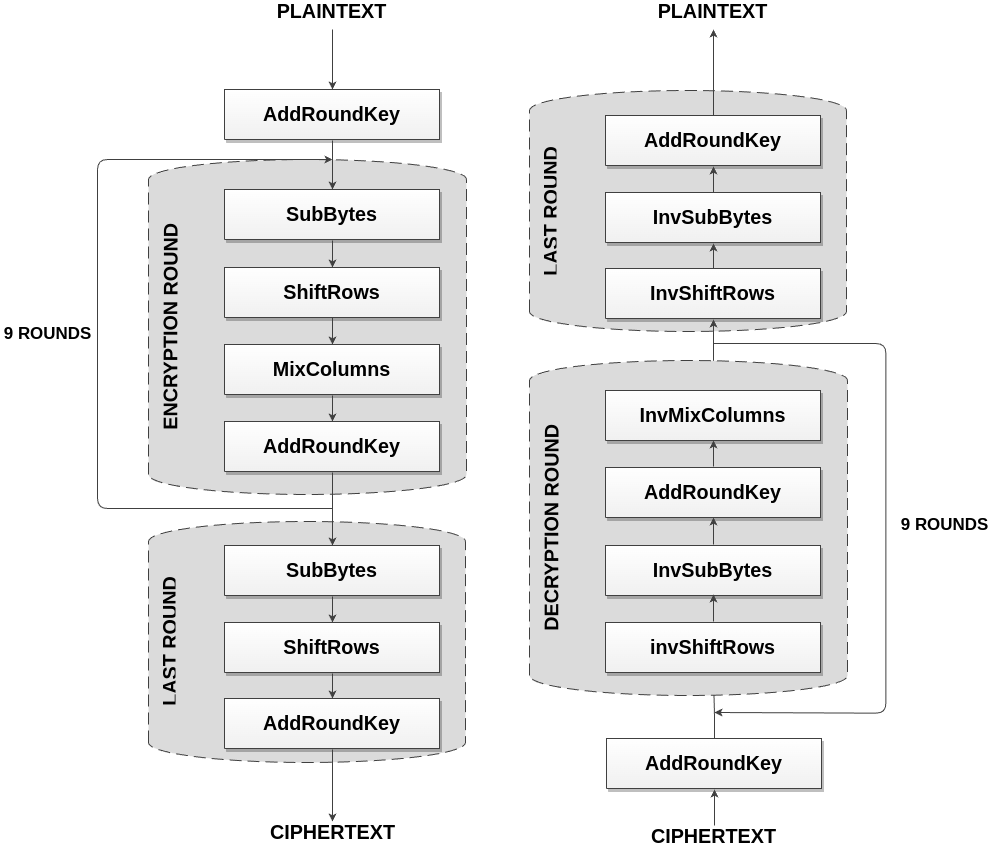 PLAINTEXT
AddRoundKey
ENCRYPTION ROUND
SubBytes
ShiftRows
MixColumns
AddRoundKey
9 ROUNDS
LAST ROUND
SubBytes
ShiftRows
AddRoundKey
CIPHERTEXT
PLAINTEXT
LAST ROUND
AddRoundKey
InvSubBytes
InvShiftRows
DECRYPTION ROUND
InvMixColumns
AddRoundKey
InvSubBytes
invShiftRows
9 ROUNDS
AddRoundKey
CIPHERTEXT